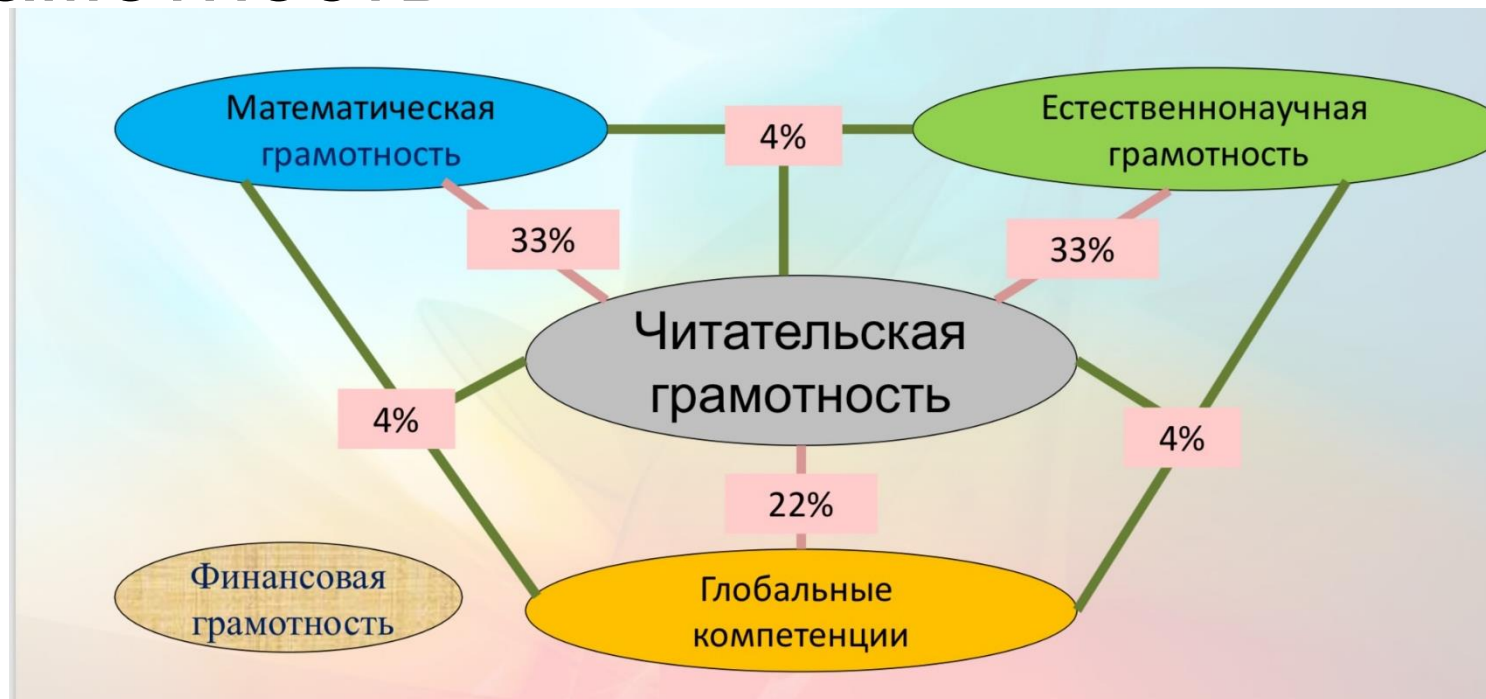 Математическая
грамотность
4%
Естественнонаучная
грамотность
33%
33%
Читательская
грамотность
4%
4%
22%
Финансовая
грамотность
Глобальные
компетенции